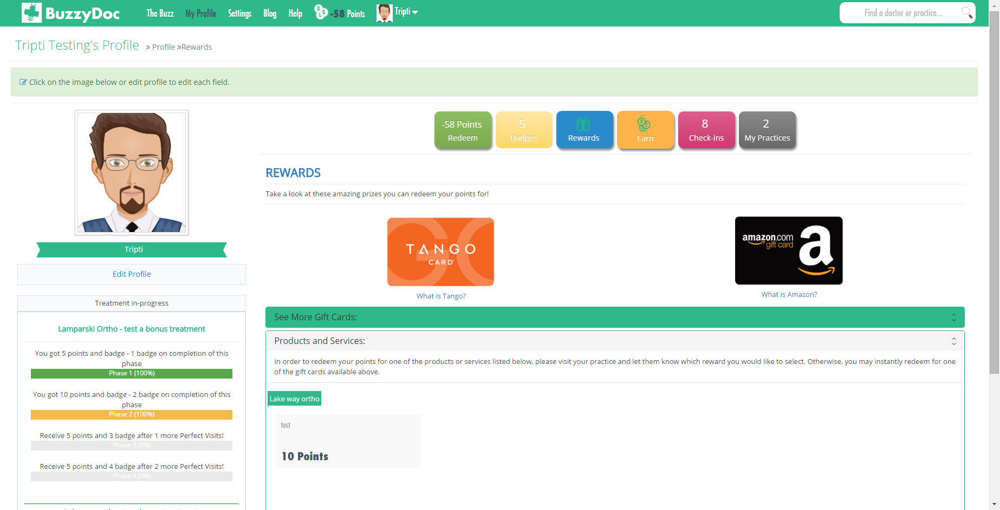 BuzzyDoc
The Buzz My Profile Settings Blog Help -58 Points Tripti
Find a doctor or practice...
Tripti Testing's Profile » Profile »Rewards
Click on the image below or edit profile to edit each field.
-58 Points
Redeem
5
Badges
Rewards
Earn
8
Check-ins
2
My Practices
Tripti
Edit Profile
Treatment in-progress
Lamparski Ortho - test a bonus treatment
You got 5 points and badge - 1 badge on completion of this
phase
Phase 1 (100%)
You got 10 points and badge - 2 badge on completion of this
phase
Phase 2 (100%)
Receive 5 points and 3 badge after 1 more Perfect Visits!
Phase 3 (0%)
Receive 5 points and 4 badge after 2 more Perfect Visits!
Phase 4 (0%)
REWARDS
Take a look at these amazing prizes you can redeem your points for!
TANGO
CARD
What is Tango?
amazon.com
gift card
a
What is Amazon?
See More Gift Cards:
Products and Services:
In order to redeem your points for one of the products or services listed below, please visit your practice and let them know which reward you would like to select. Otherwise, you may instantly redeem for one
of the gift cards available above.
Lake way ortho
test
10 Points